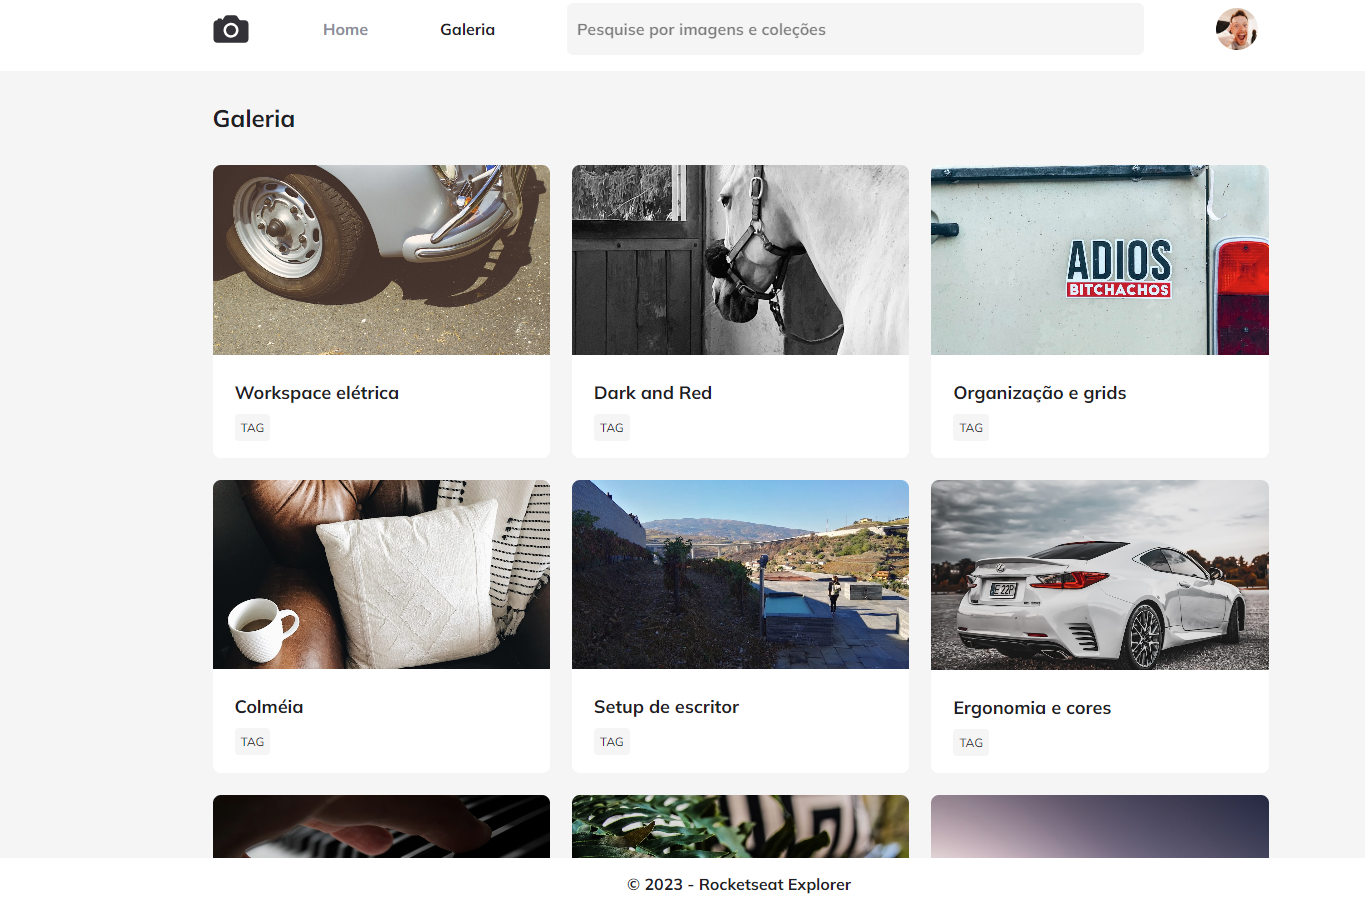 Home
Galeria
Pesquise por imagens e coleções
Galeria
ADIOS
BITCHACHOS
Workspace elétrica
TAG
Dark and Red
TAG
Organização e grids
TAG
Colméia
TAG
Setup de escritor
TAG
Ergonomia e cores
TAG
© 2023 - Rocketseat Explorer